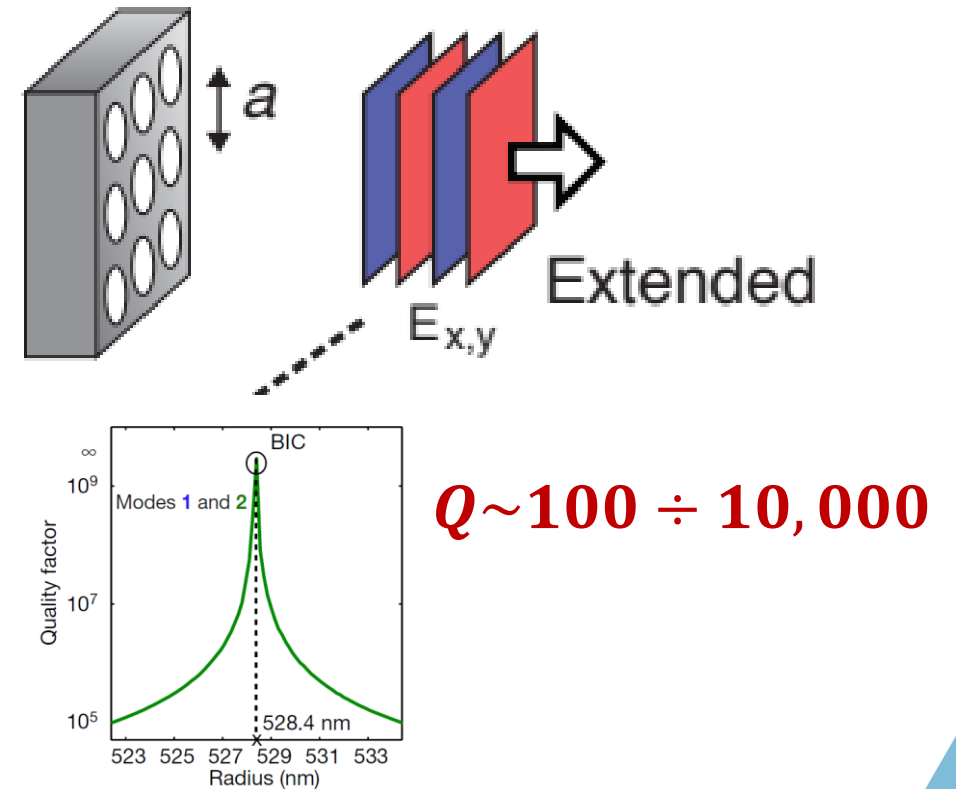 a
Extended
E x,y
∞
BIC
10⁹
Modes 1 and 2
Q~100 ÷ 10,000
Quality factor
10⁷
10⁵
528.4 nm
523 525 527 529 531 533
Radius (nm)